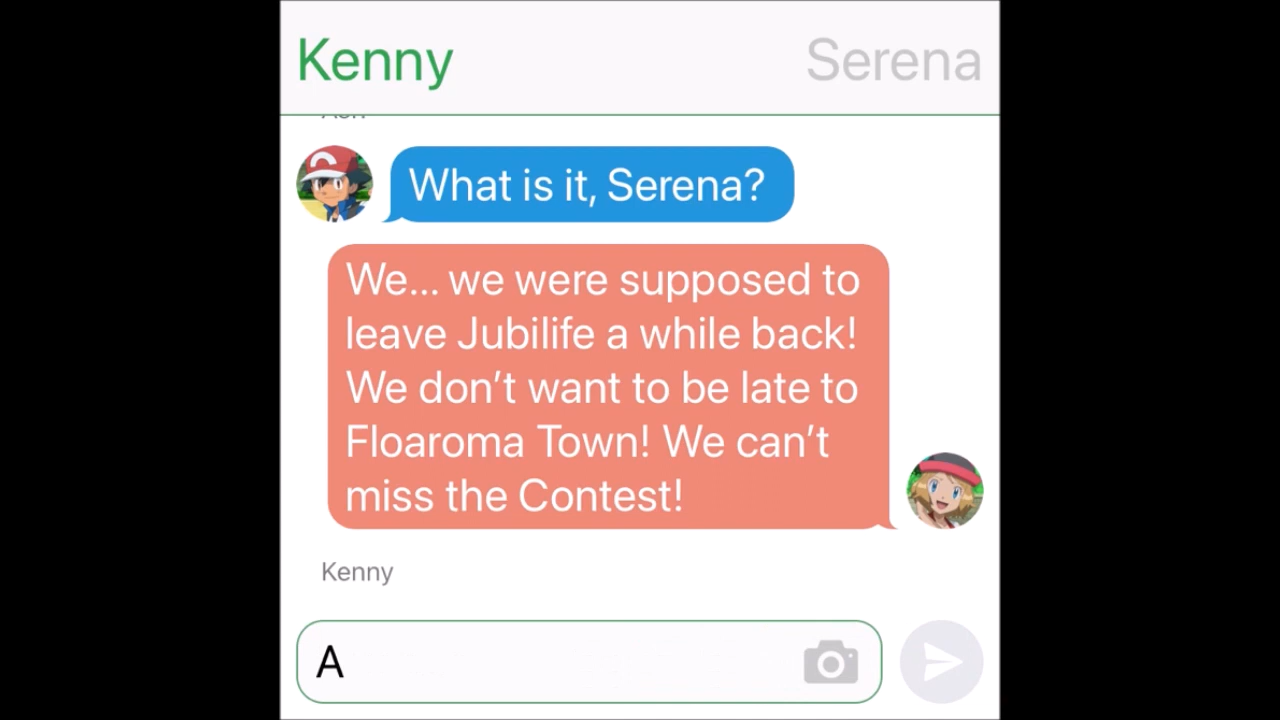 Kenny Serena
What is it, Serena?
We... we were supposed to
leave Jubilife a while back!
We don't want to be late to
Floaroma Town! We can't
miss the Contest!
Kenny
A